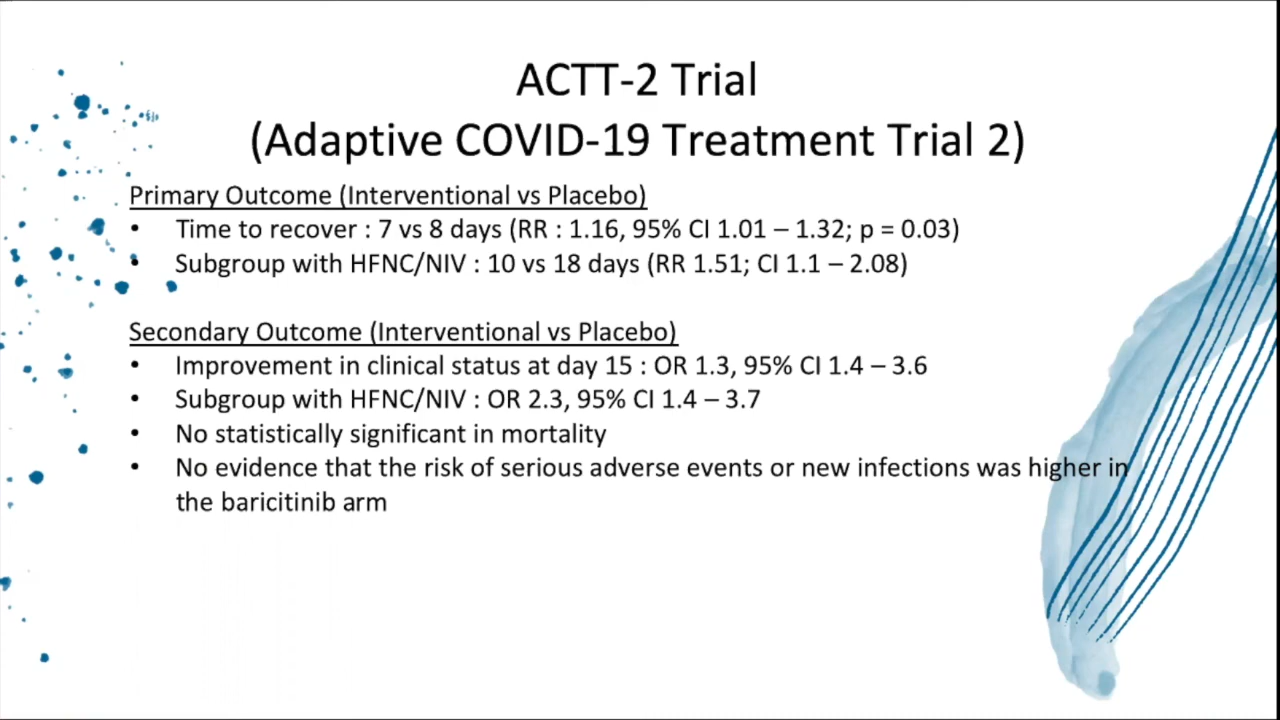 ACTT-2 Trial
(Adaptive COVID-19 Treatment Trial 2)
Primary Outcome (Interventional vs Placebo)
• Time to recover : 7 vs 8 days (RR : 1.16, 95% CI 1.01 – 1.32; p = 0.03)
• Subgroup with HFNC/NIV : 10 vs 18 days (RR 1.51; CI 1.1 – 2.08)
Secondary Outcome (Interventional vs Placebo)
• Improvement in clinical status at day 15 : OR 1.3, 95% CI 1.4 – 3.6
• Subgroup with HFNC/NIV : OR 2.3, 95% CI 1.4 – 3.7
• No statistically significant in mortality
• No evidence that the risk of serious adverse events or new infections was higher in
the baricitinib arm